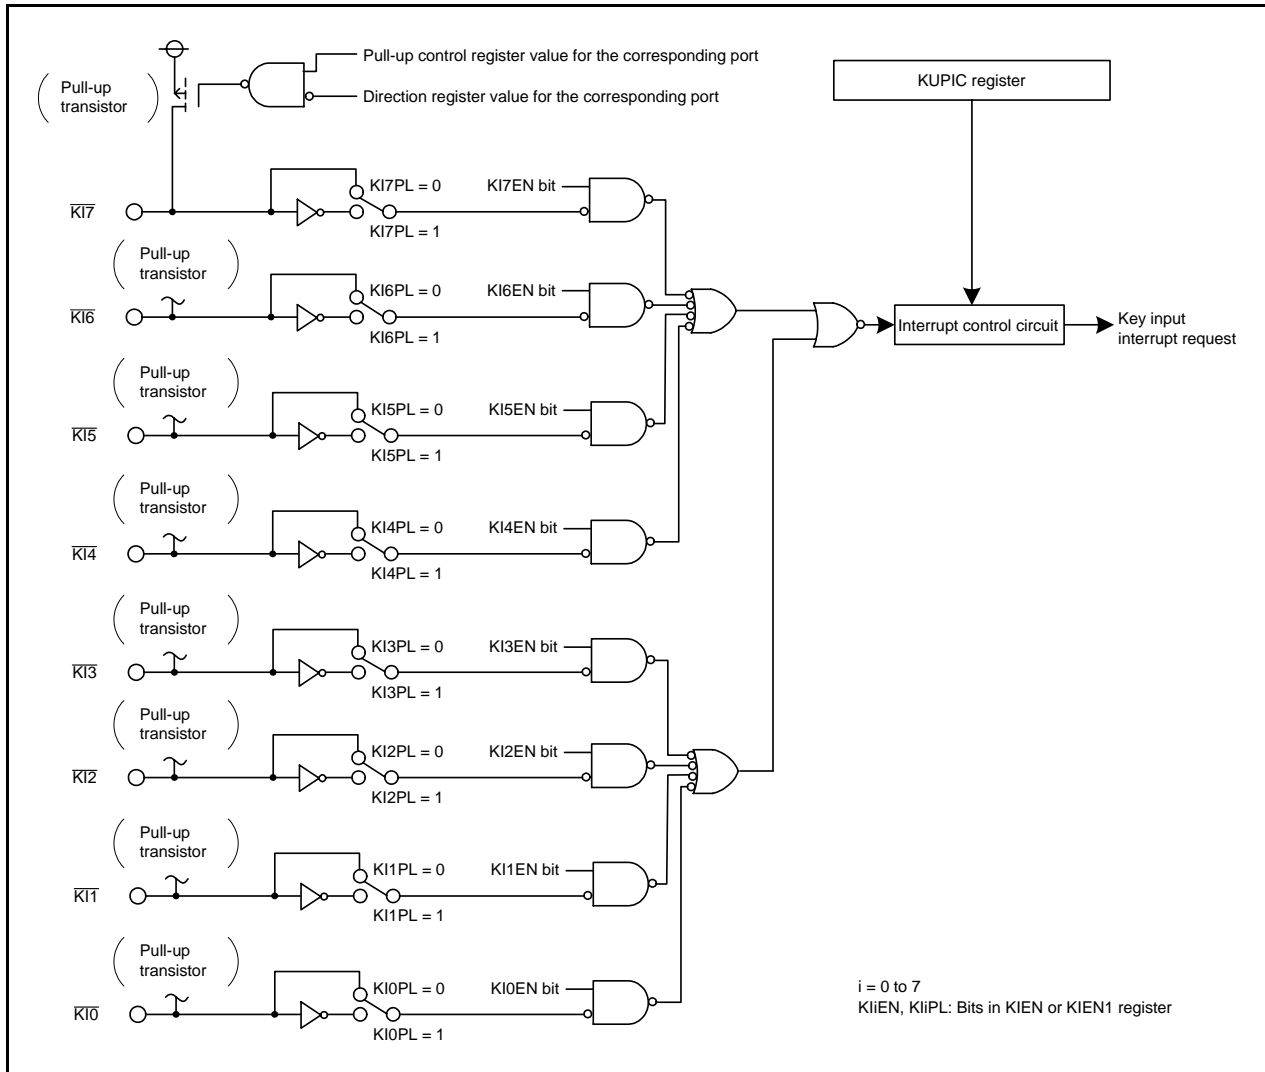 Pull-up control register value for the corresponding port
Pull-up
transistor
Direction register value for the corresponding port
KUPIC register
KI7
KI7PL = 0
KI7PL = 1
KI7EN bit
Pull-up
transistor
KI6
KI6PL = 0
KI6PL = 1
KI6EN bit
Interrupt control circuit
Key input
interrupt request
Pull-up
transistor
KI5
KI5PL = 0
KI5PL = 1
KI5EN bit
Pull-up
transistor
KI4
KI4PL = 0
KI4PL = 1
KI4EN bit
Pull-up
transistor
KI3
KI3PL = 0
KI3PL = 1
KI3EN bit
Pull-up
transistor
KI2
KI2PL = 0
KI2PL = 1
KI2EN bit
Pull-up
transistor
KI1
KI1PL = 0
KI1PL = 1
KI1EN bit
Pull-up
transistor
KI0
KI0PL = 0
KI0PL = 1
KI0EN bit
i = 0 to 7
KIiEN, KIiPL: Bits in KIEN or KIEN1 register